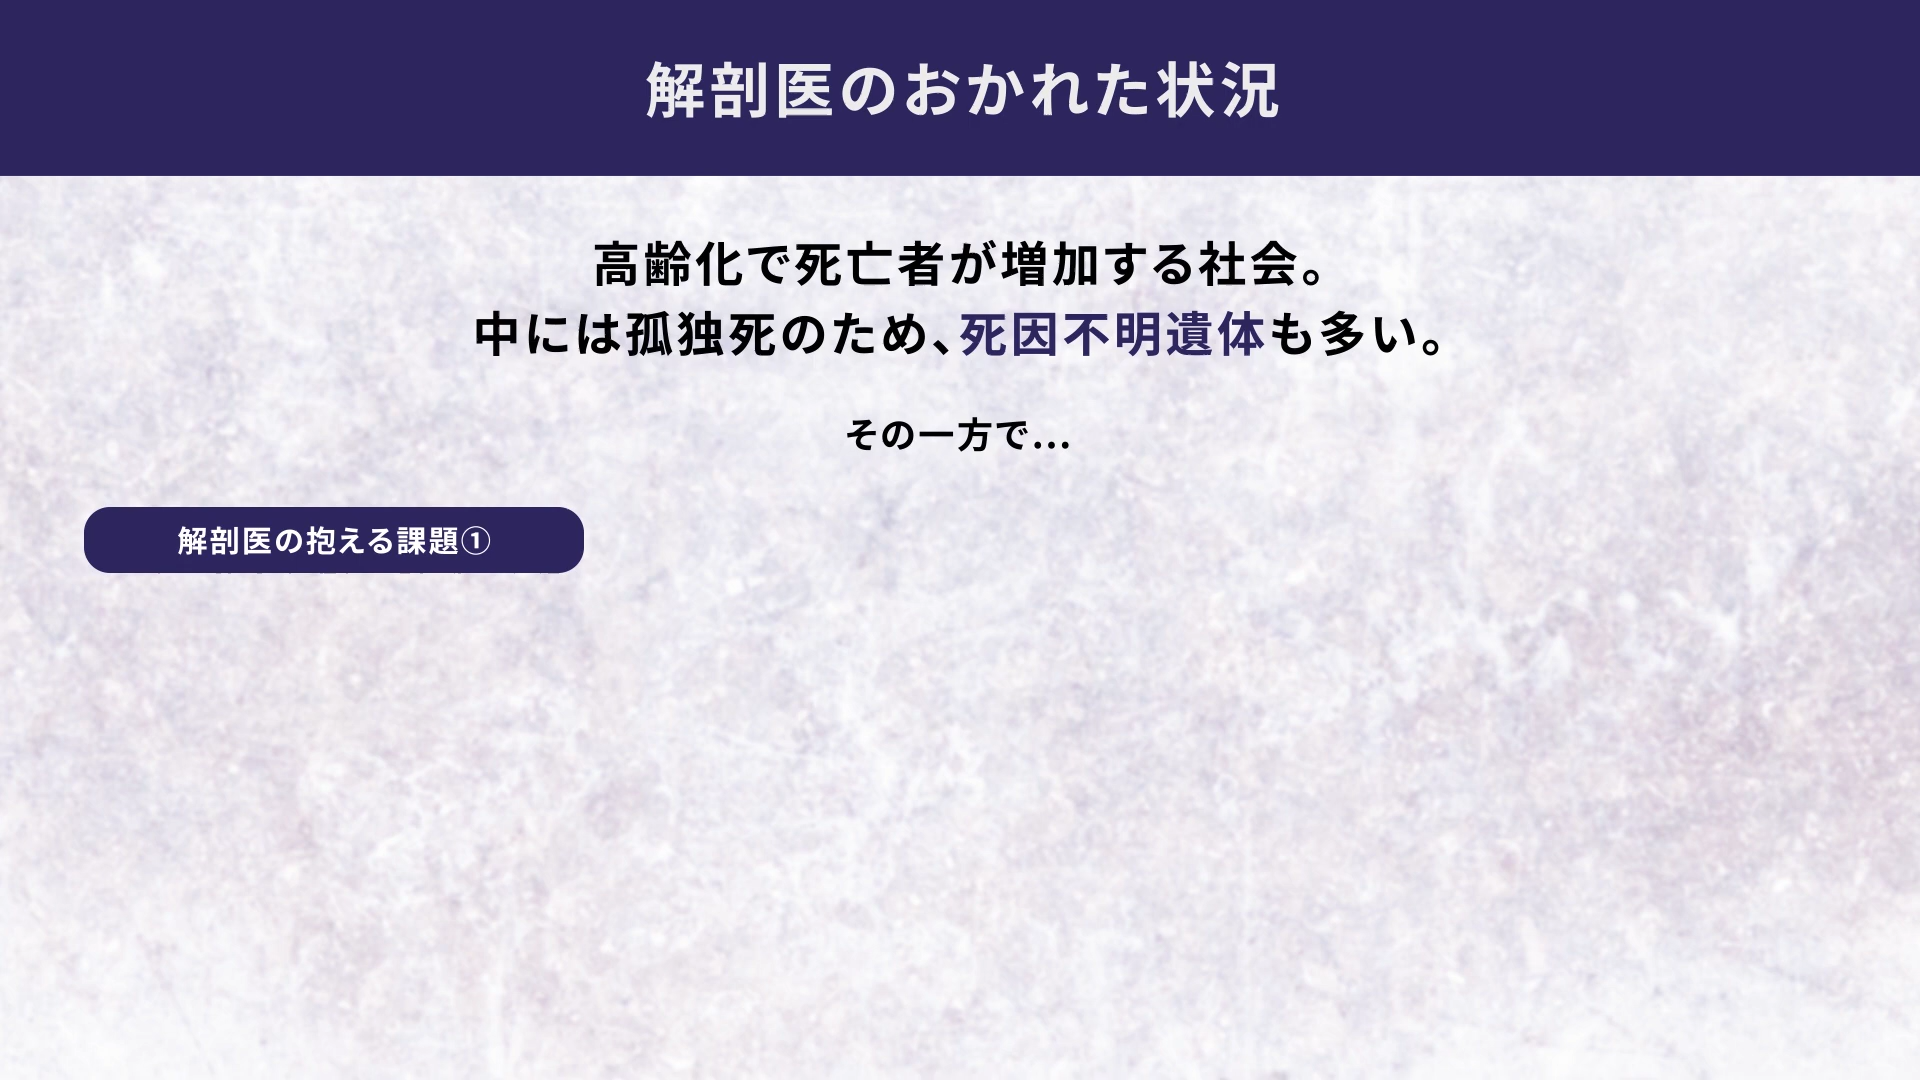 解剖医のおかれた状況
高齢化で死亡者が増加する社会。
中には孤独死のため、死因不明遺体も多い。
その一方で...
解剖医の抱える課題①